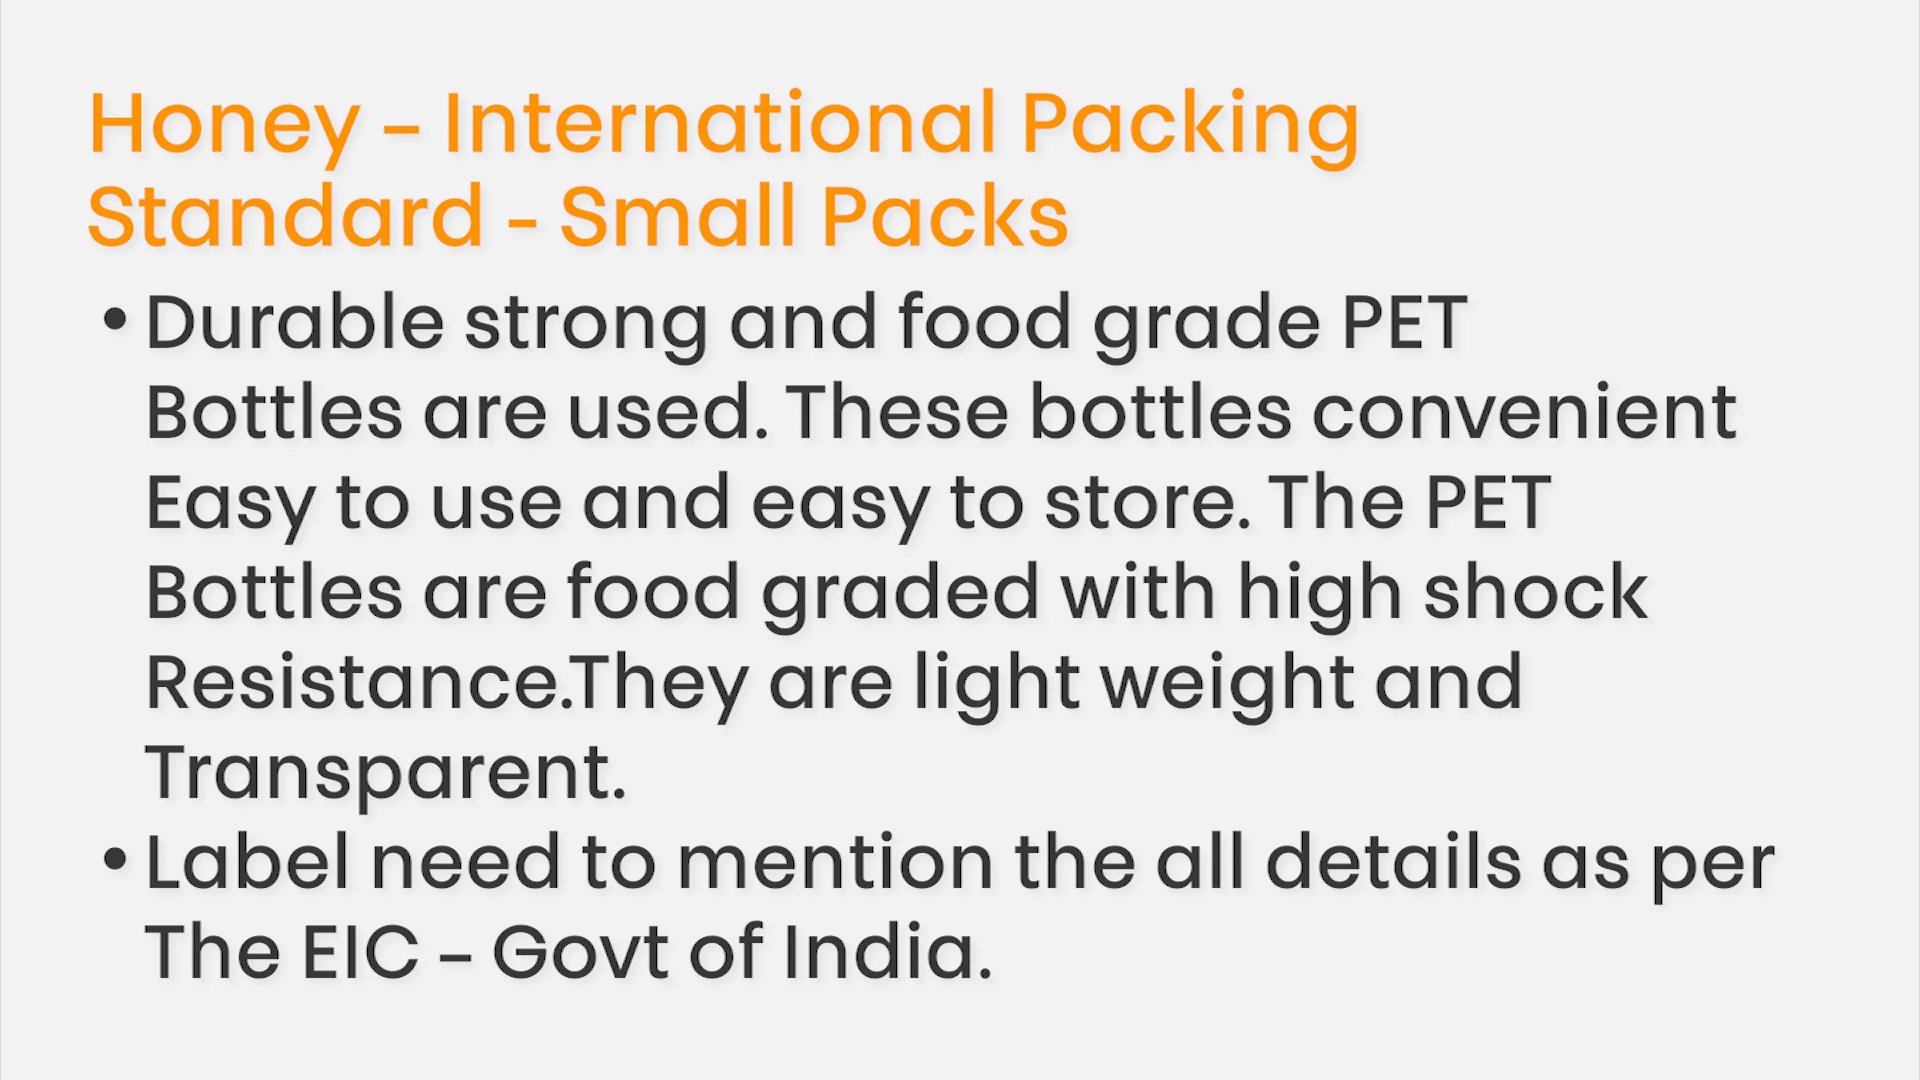 Honey – International Packing
Standard - Small Packs
• Durable strong and food grade PET
Bottles are used. These bottles convenient
Easy to use and easy to store. The PET
Bottles are food graded with high shock
Resistance.They are light weight and
Transparent.
• Label need to mention the all details as per
The EIC – Govt of India.